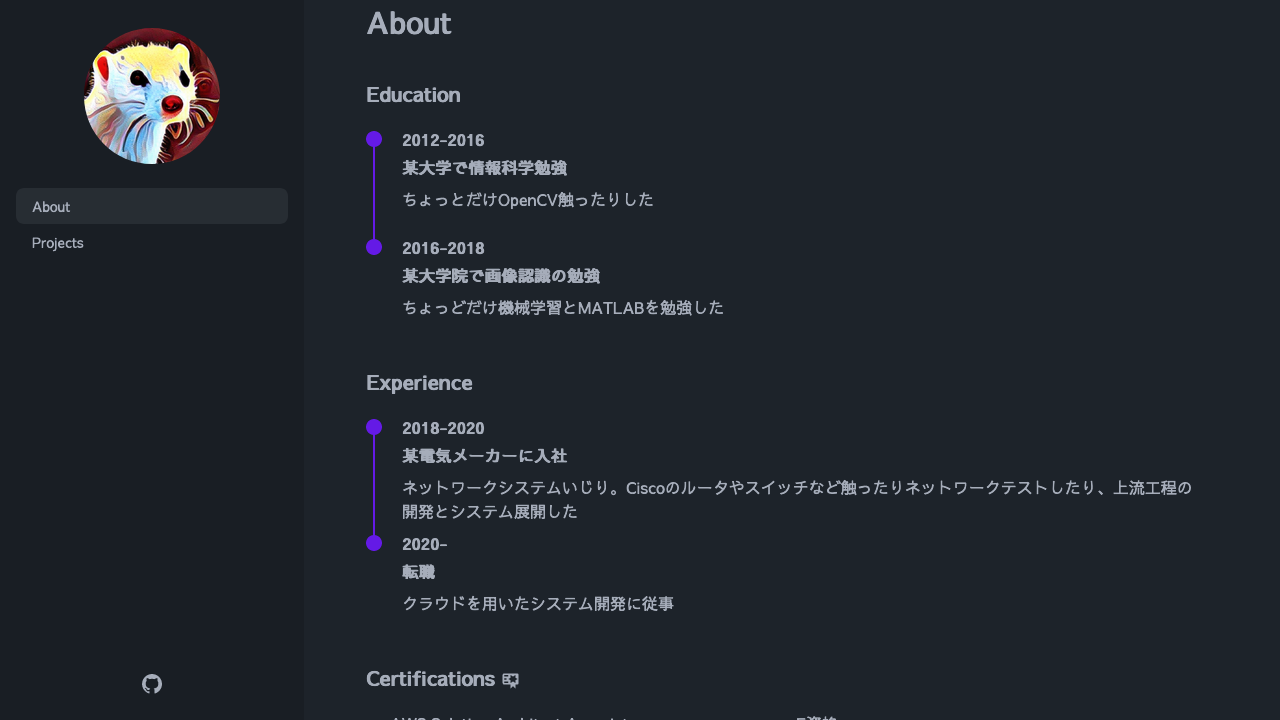 About
Projects
About
Education
2012-2016
某大学で情報科学勉強
ちょっとだけOpenCV触ったりした
2016-2018
某大学院で画像認識の勉強
ちょっどだけ機械学習とMATLABを勉強した
Experience
2018-2020
某電気メーカーに入社
ネットワークシステムいじり。Ciscoのルータやスイッチなど触ったりネットワークテストしたり、上流工程の
開発とシステム展開した
2020-
転職
クラウドを用いたシステム開発に従事
Certifications